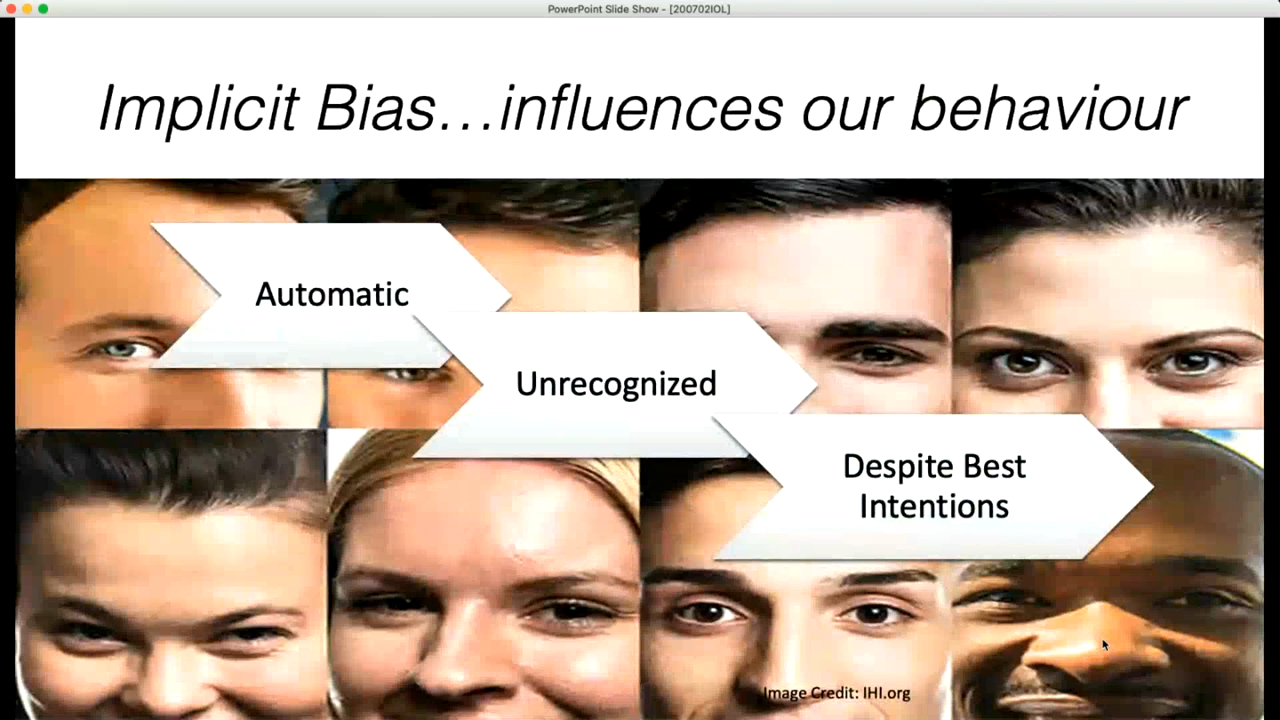 PowerPoint Slide Show - [200702IOL]
Implicit Bias…influences our behaviour
Automatic
Unrecognized
Despite Best
Intentions
Image Credit: IHI.org